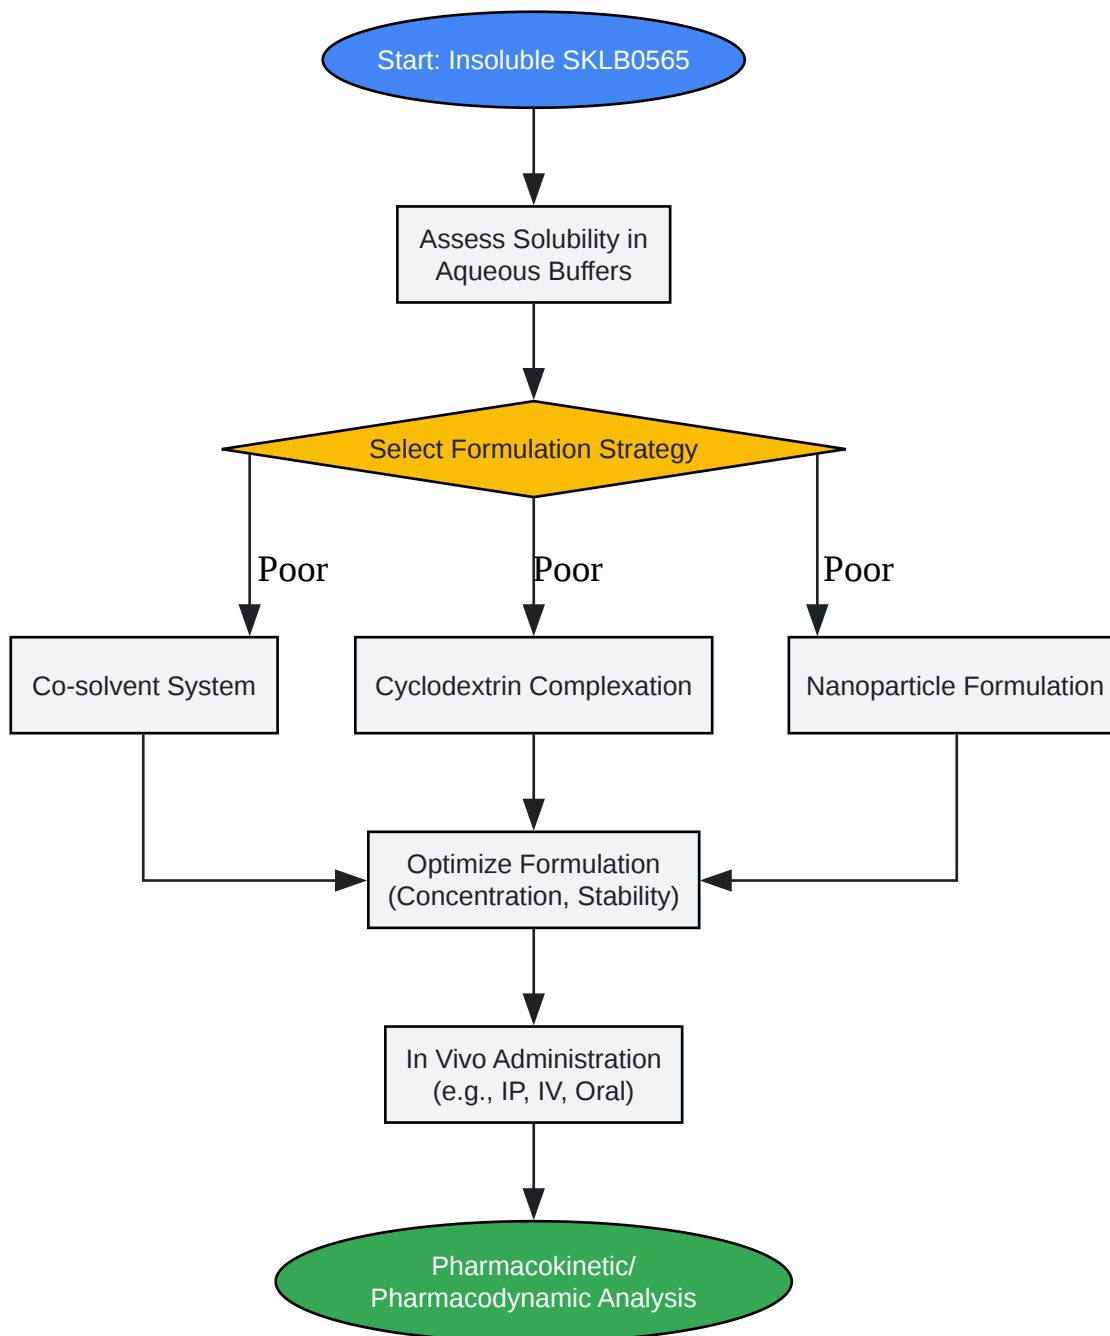 Start: Insoluble SKLB0565
Assess Solubility in
Aqueous Buffers
Select Formulation Strategy
Poor
Poor
Poor
Co-solvent System
Cyclodextrin Complexation
Nanoparticle Formulation
Optimize Formulation
(Concentration, Stability)
In Vivo Administration
(e.g., IP, IV, Oral)
Pharmacokinetic/
Pharmacodynamic Analysis